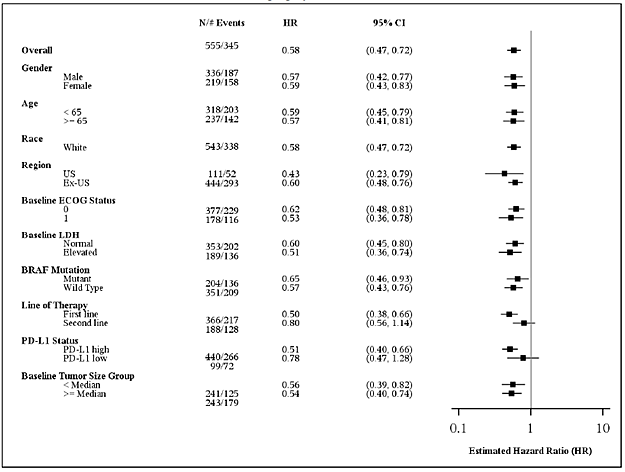 N/# Events HR 95% CI
Overall 555/345 0.58 (0.47, 0.72)
Gender
Male 336/187 0.57 (0.42, 0.77)
Female 219/158 0.59 (0.43, 0.83)
Age
< 65 318/203 0.59 (0.45, 0.79)
>= 65 237/142 0.57 (0.41, 0.81)
Race
White 543/338 0.58 (0.47, 0.72)
Region
US 111/52 0.43 (0.23, 0.79)
Ex-US 444/293 0.60 (0.48, 0.76)
Baseline ECOG Status
0 377/229 0.62 (0.48, 0.81)
1 178/116 0.53 (0.36, 0.78)
Baseline LDH
Normal 353/202 0.60 (0.45, 0.80)
Elevated 189/136 0.51 (0.36, 0.74)
BRAF Mutation
Mutant 204/136 0.65 (0.46, 0.93)
Wild Type 351/209 0.57 (0.43, 0.76)
Line of Therapy
First line 366/217 0.50 (0.38, 0.66)
Second line 188/128 0.80 (0.56, 1.14)
PD-L1 Status
PD-L1 high 440/266 0.51 (0.40, 0.66)
PD-L1 low 99/72 0.78 (0.47, 1.28)
Baseline Tumor Size Group
< Median 241/125 0.56 (0.39, 0.82)
>= Median 243/179 0.54 (0.40, 0.74)
0.1 1 10
Estimated Hazard Ratio (HR)